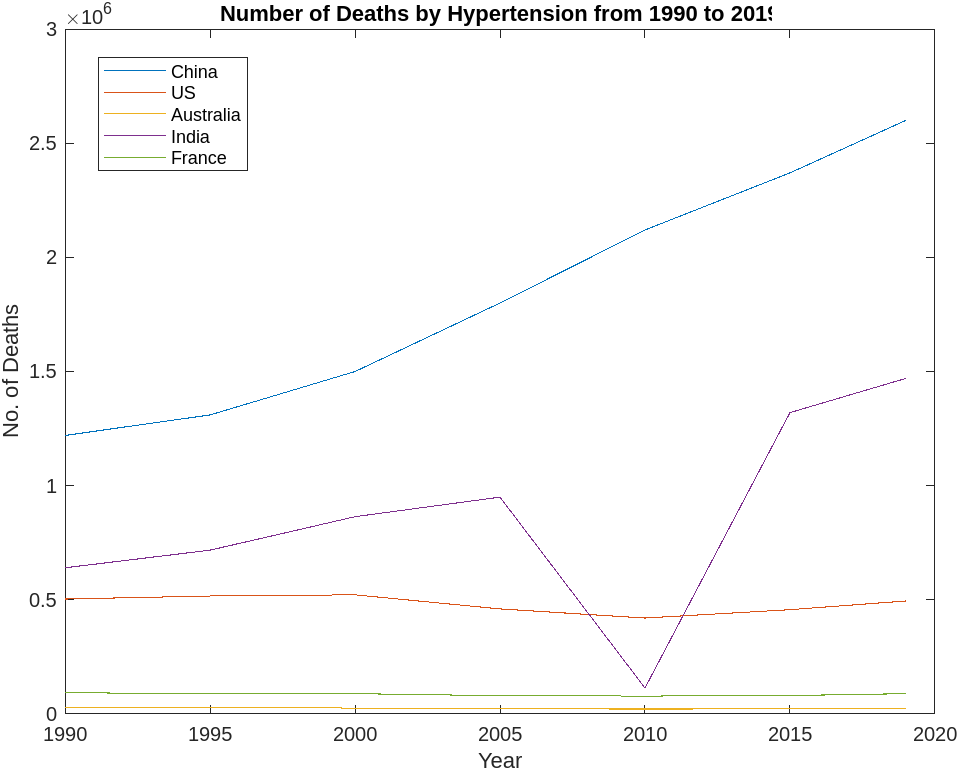 Number of Deaths by Hypertension from 1990 to 2019
×10^6
3
2.5
2
1.5
1
0.5
0
No. of Deaths
China
US
Australia
India
France
1990 1995 2000 2005 2010 2015 2020
Year